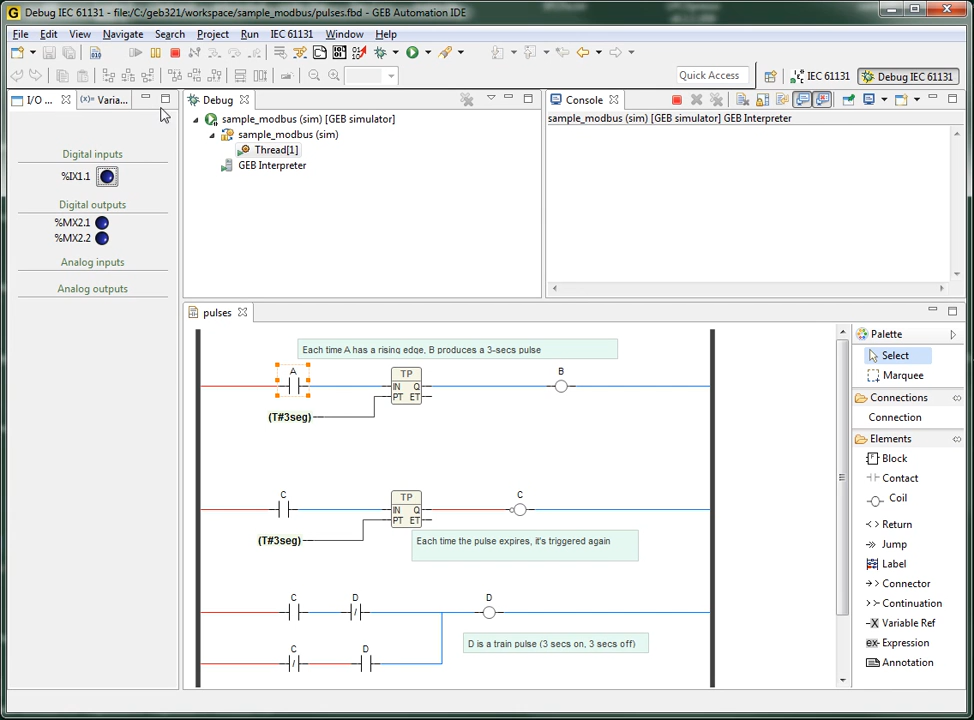 Debug IEC 61131 - file:/C:/geb321/workspace/sample_modbus/pulses.fbd - GEB Automation IDE
File Edit View Navigate Search Project Run IEC 61131 Window Help
Quick Access
IEC 61131
Debug IEC 61131
I/O ...
(x)= Varia...
Digital inputs
%IX1.1
Digital outputs
%MX2.1
%MX2.2
Analog inputs
Analog outputs
Debug
sample_modbus (sim) [GEB simulator]
sample_modbus (sim)
Thread[1]
GEB Interpreter
Console
sample_modbus (sim) [GEB simulator] GEB Interpreter
pulses
Each time A has a rising edge, B produces a 3-secs pulse
A
TP
IN Q
PT ET
B
(T#3seg)
C
TP
IN Q
PT ET
C
(T#3seg)
Each time the pulse expires, it's triggered again
C
D
D
D is a train pulse (3 secs on, 3 secs off)
C
D
Palette
Select
Marquee
Connections
Connection
Elements
Block
Contact
Coil
Return
Jump
Label
Connector
Continuation
Variable Ref
Expression
Annotation